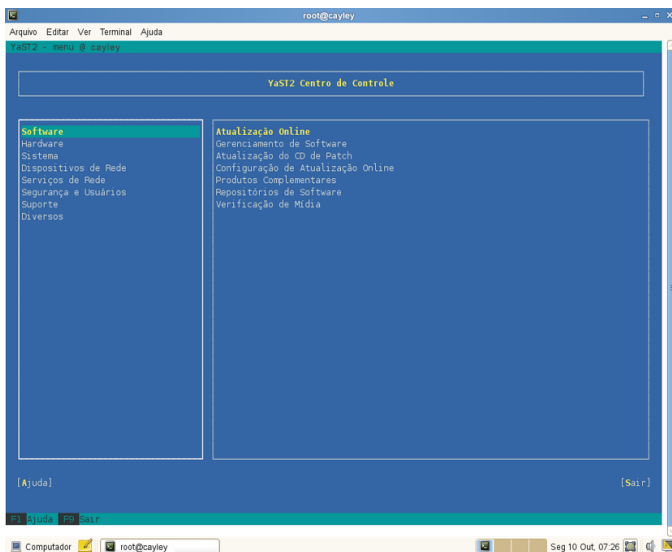 root@cayley
Arquivo Editar Ver Terminal Ajuda
YaST2 - menu @ cayley
YaST2 Centro de Controle
Software
Hardware
Sistema
Dispositivos de Rede
Serviços de Rede
Segurança e Usuários
Suporte
Diversos
Atualização Online
Gerenciamento de Software
Atualização do CD de Patch
Configuração de Atualização Online
Produtos Complementares
Repositórios de Software
Verificação de Mídia
[Ajuda] [Sair]
F1 Ajuda F9 Sair
Computador root@cayley Seg 10 Out, 07:26